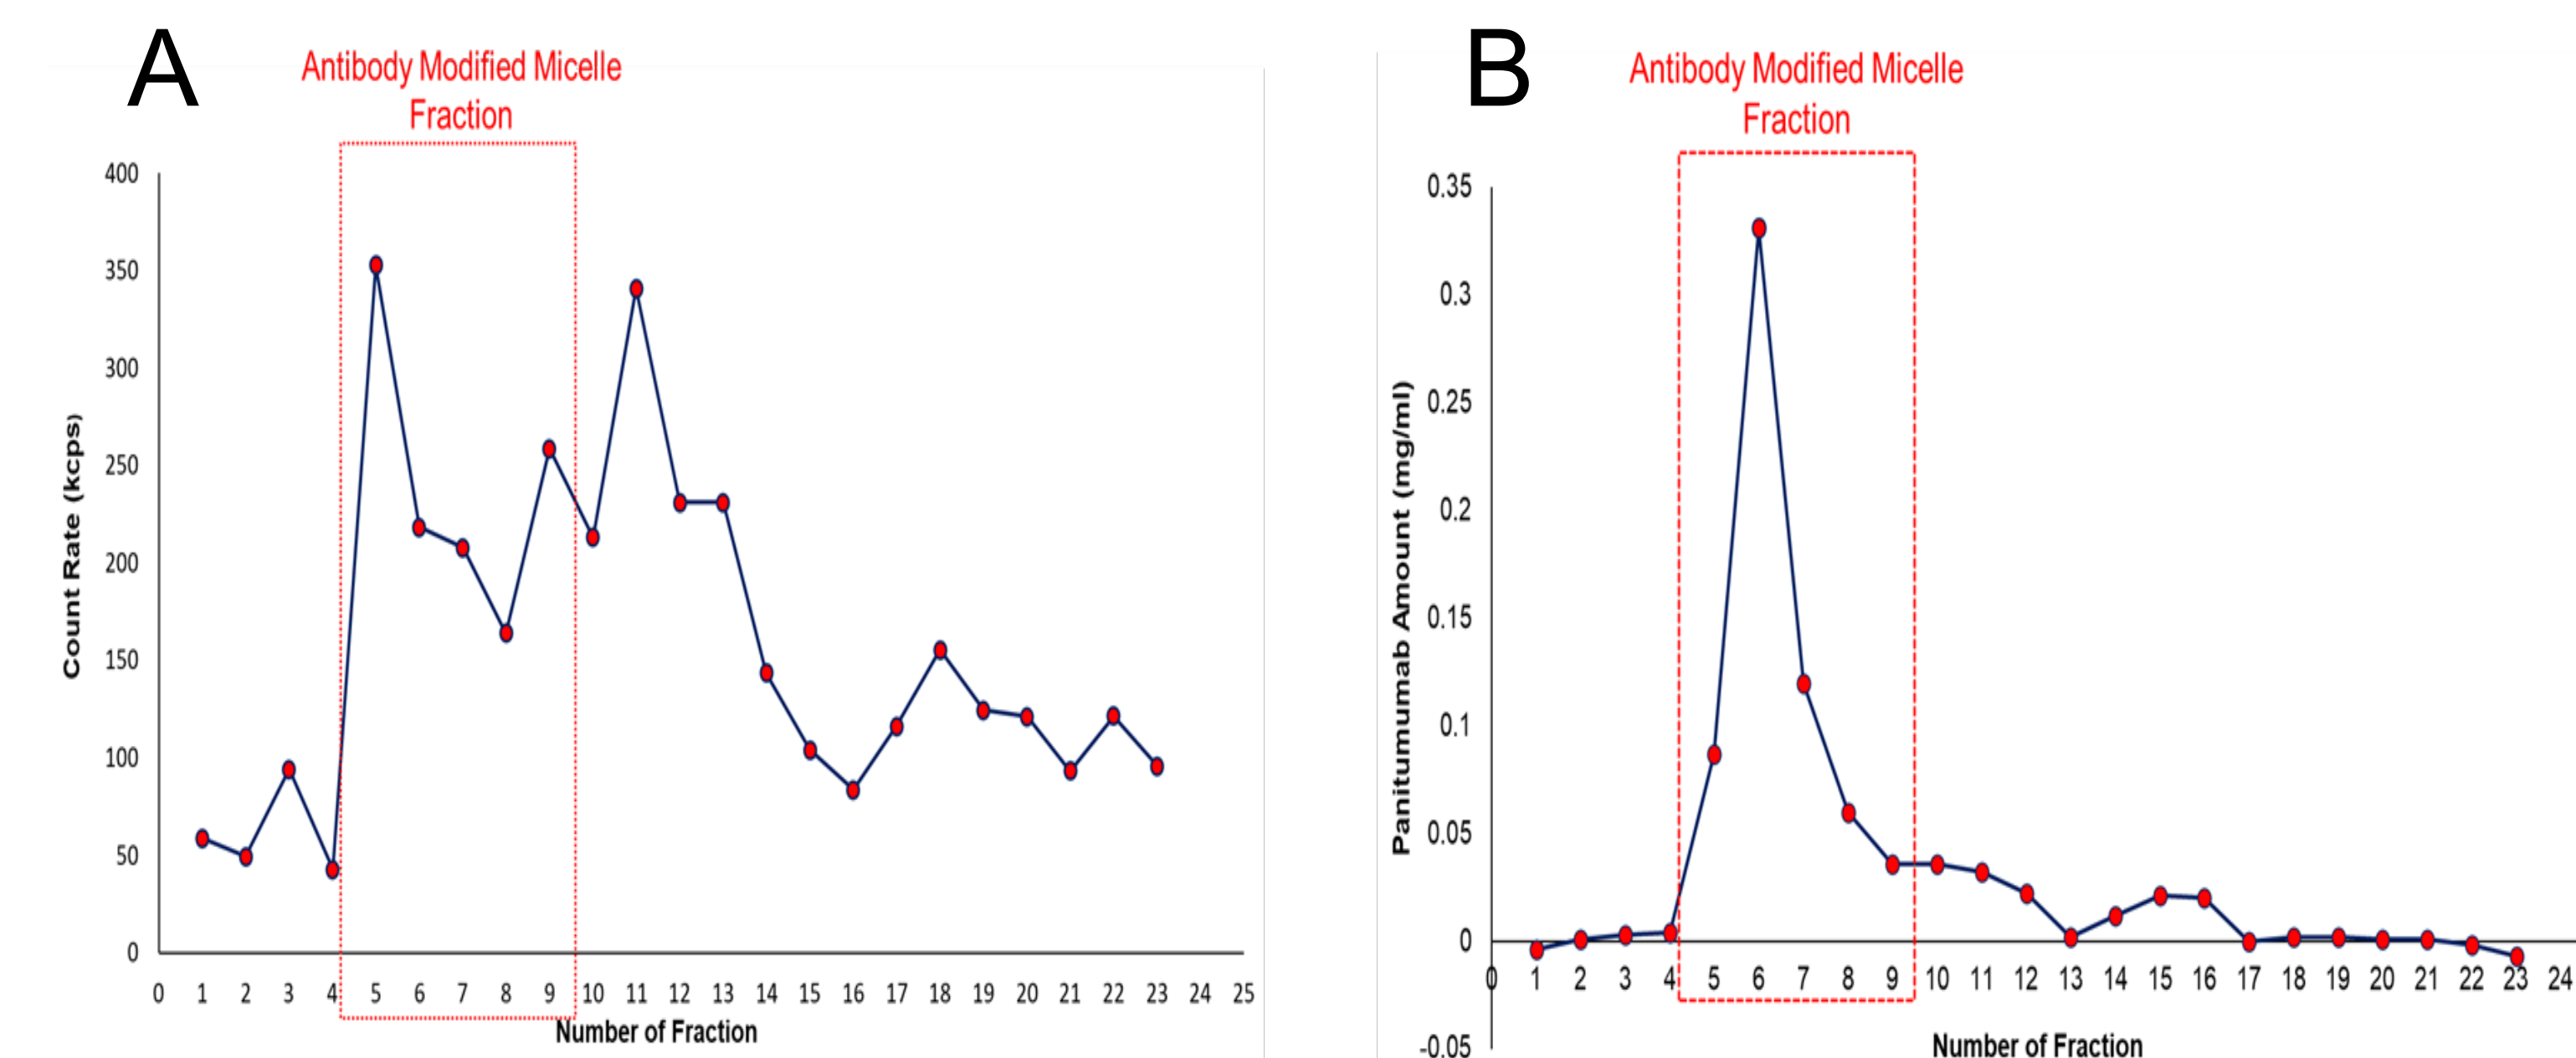 A
Antibody Modified Micelle
Fraction
400
350
300
250
200
150
100
50
0
Count Rate (kcps)
0 1 2 3 4 5 6 7 8 9 10 11 12 13 14 15 16 17 18 19 20 21 22 23 24 25
Number of Fraction
B
Antibody Modified Micelle
Fraction
0.35
0.3
0.25
0.2
0.15
0.1
0.05
0
-0.05
Panitumumab Amount (mg/ml)
0 1 2 3 4 5 6 7 8 9 10 11 12 13 14 15 16 17 18 19 20 21 22 23 24
Number of Fraction